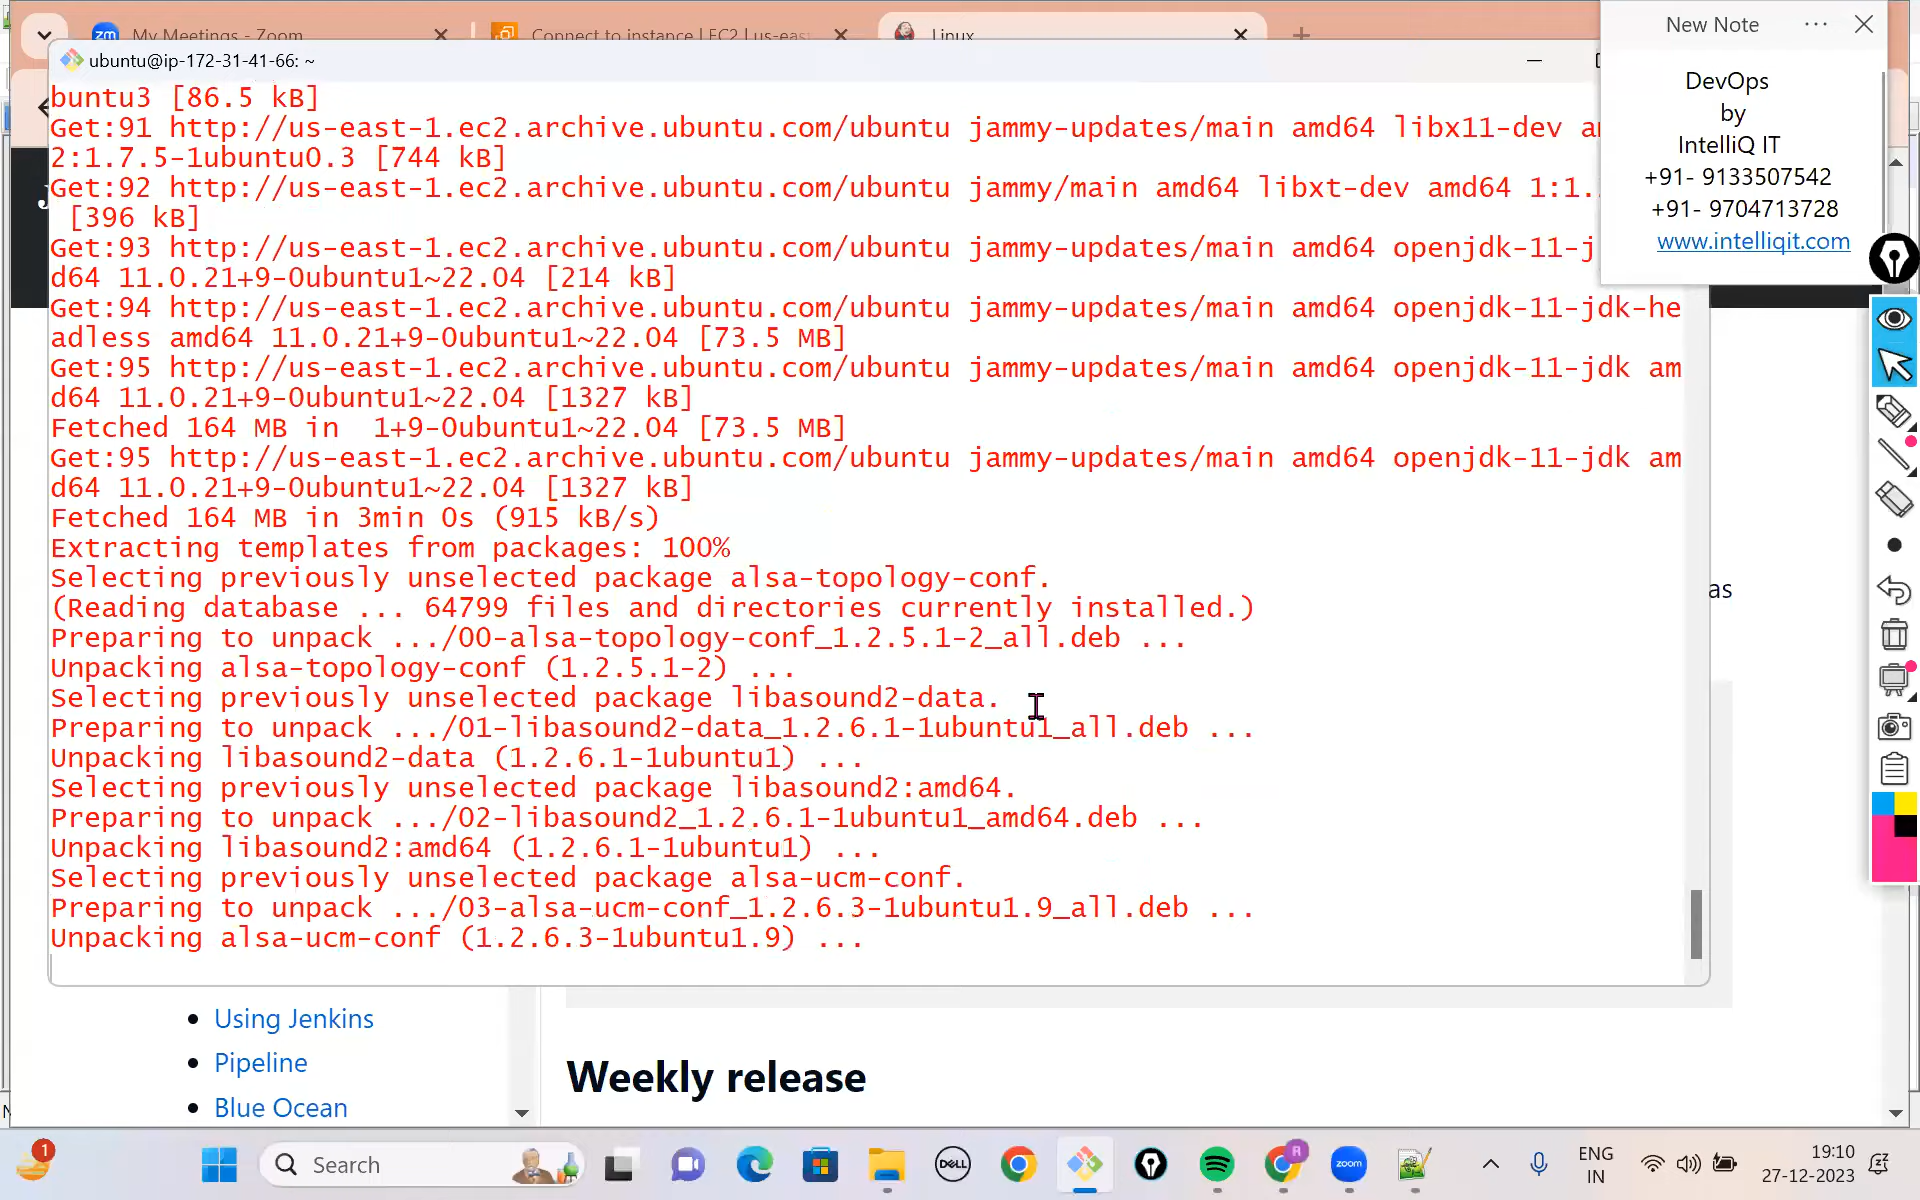 My Meetings - Zoom
Connect to instance | EC2 | us-eas
Linux
ubuntu@ip-172-31-41-66: ~
New Note
DevOps
by
IntelliQ IT
+91- 9133507542
+91- 9704713728
www.intelliqit.com
buntu3 [86.5 kB]
Get:91 http://us-east-1.ec2.archive.ubuntu.com/ubuntu jammy-updates/main amd64 libx11-dev
2:1.7.5-1ubuntu0.3 [744 kB]
Get:92 http://us-east-1.ec2.archive.ubuntu.com/ubuntu jammy/main amd64 libxt-dev amd64 1:1.
[396 kB]
Get:93 http://us-east-1.ec2.archive.ubuntu.com/ubuntu jammy-updates/main amd64 openjdk-11-j
d64 11.0.21+9-0ubuntu1~22.04 [214 kB]
Get:94 http://us-east-1.ec2.archive.ubuntu.com/ubuntu jammy-updates/main amd64 openjdk-11-jdk-he
adless amd64 11.0.21+9-0ubuntu1~22.04 [73.5 MB]
Get:95 http://us-east-1.ec2.archive.ubuntu.com/ubuntu jammy-updates/main amd64 openjdk-11-jdk am
d64 11.0.21+9-0ubuntu1~22.04 [1327 kB]
Fetched 164 MB in  1+9-0ubuntu1~22.04 [73.5 MB]
Get:95 http://us-east-1.ec2.archive.ubuntu.com/ubuntu jammy-updates/main amd64 openjdk-11-jdk am
d64 11.0.21+9-0ubuntu1~22.04 [1327 kB]
Fetched 164 MB in 3min 0s (915 kB/s)
Extracting templates from packages: 100%
Selecting previously unselected package alsa-topology-conf.
(Reading database ... 64799 files and directories currently installed.)
Preparing to unpack .../00-alsa-topology-conf_1.2.5.1-2_all.deb ...
Unpacking alsa-topology-conf (1.2.5.1-2) ...
Selecting previously unselected package libasound2-data.
Preparing to unpack .../01-libasound2-data_1.2.6.1-1ubuntu1_all.deb ...
Unpacking libasound2-data (1.2.6.1-1ubuntu1) ...
Selecting previously unselected package libasound2:amd64.
Preparing to unpack .../02-libasound2_1.2.6.1-1ubuntu1_amd64.deb ...
Unpacking libasound2:amd64 (1.2.6.1-1ubuntu1) ...
Selecting previously unselected package alsa-ucm-conf.
Preparing to unpack .../03-alsa-ucm-conf_1.2.6.3-1ubuntu1.9_all.deb ...
Unpacking alsa-ucm-conf (1.2.6.3-1ubuntu1.9) ...
as
Using Jenkins
Pipeline
Blue Ocean
Weekly release
1
Search
DELL
zoom
R
ENG
IN
19:10
27-12-2023